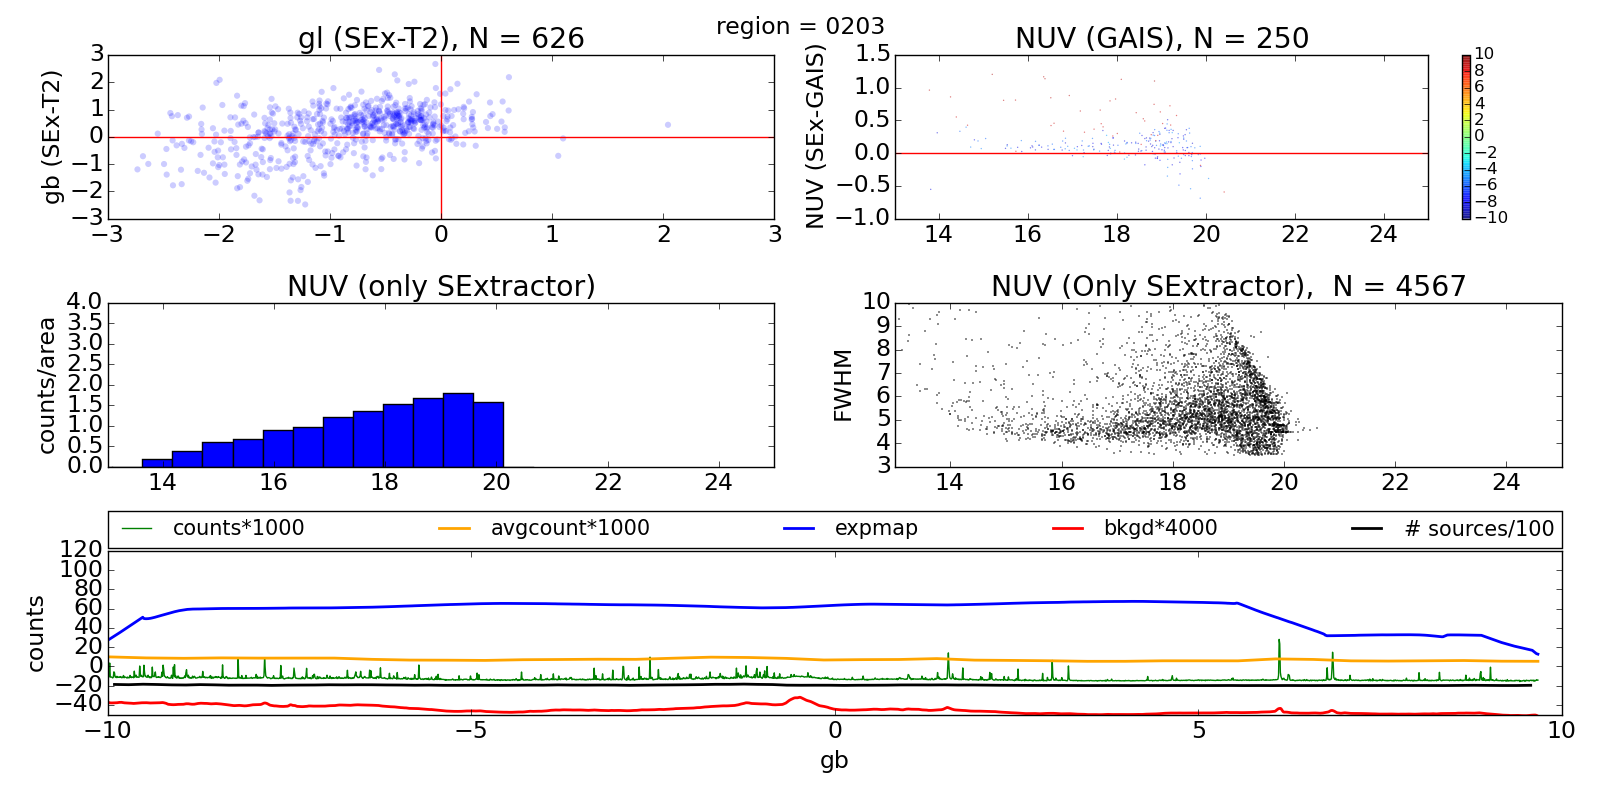 region = 0203
gl (SEx-T2), N = 626
gb (SEx-T2)
3
2
1
0
−1
−2
−3
−3 −2 −1 0 1 2 3
NUV (GAIS), N = 250
NUV (SEx-GAIS)
1.5
1.0
0.5
0.0
−0.5
−1.0
14 16 18 20 22 24
10
8
6
4
2
0
−2
−4
−6
−8
−10
NUV (only SExtractor)
counts/area
4.0
3.5
3.0
2.5
2.0
1.5
1.0
0.5
0.0
14 16 18 20 22 24
NUV (Only SExtractor), N = 4567
FWHM
10
9
8
7
6
5
4
3
14 16 18 20 22 24
counts*1000 avgcount*1000 expmap bkgd*4000 # sources/100
counts
120
100
80
60
40
20
0
−20
−40
−10 −5 0 5 10
gb